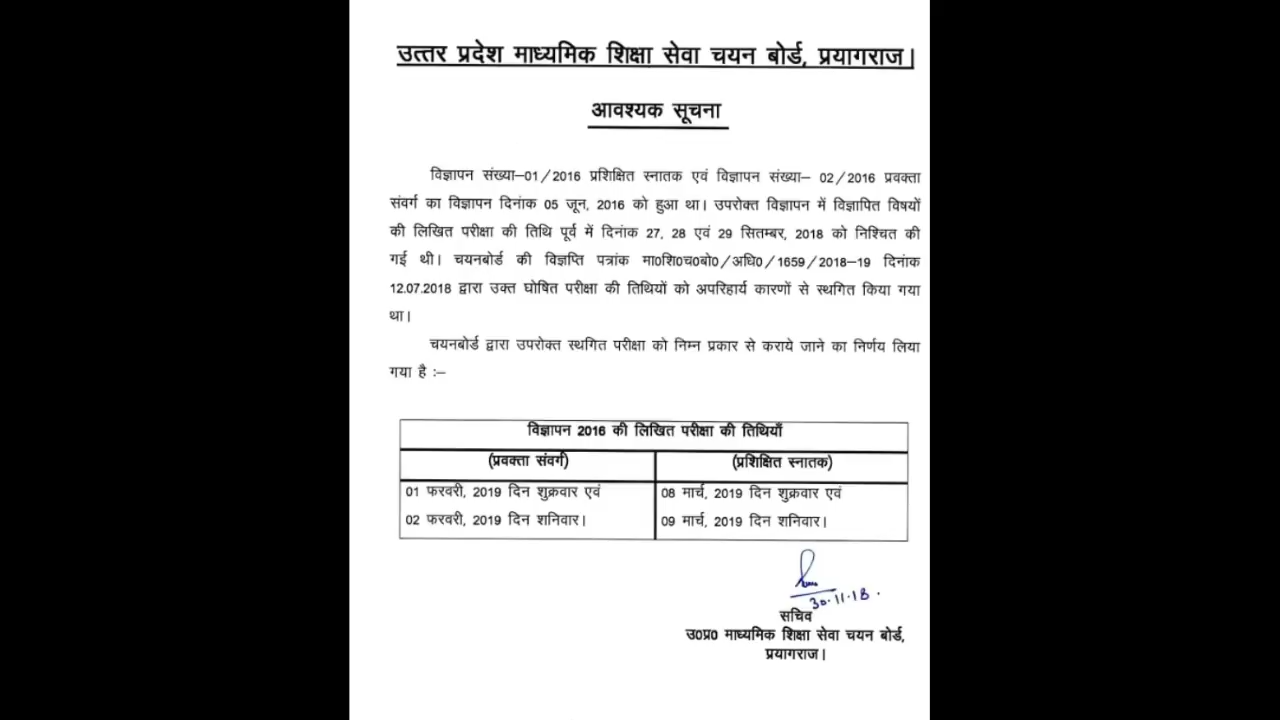 उत्तर प्रदेश माध्यमिक शिक्षा सेवा चयन बोर्ड, प्रयागराज।
आवश्यक सूचना
विज्ञापन संख्या–01/2016 प्रशिक्षित स्नातक एवं विज्ञापन संख्या– 02/2016 प्रवक्ता
संवर्ग का विज्ञापन दिनांक 05 जून, 2016 को हुआ था। उपरोक्त विज्ञापन में विज्ञापित विषयों
की लिखित परीक्षा की तिथि पूर्व में दिनांक 27, 28 एवं 29 सितम्बर, 2018 को निश्चित की
गई थी। चयनबोर्ड की विज्ञप्ति पत्रांक मा0शि0च0बो0/अधि0/1659/2018–19 दिनांक
12.07.2018 द्वारा उक्त घोषित परीक्षा की तिथियों को अपरिहार्य कारणों से स्थगित किया गया
था।
चयनबोर्ड द्वारा उपरोक्त स्थगित परीक्षा को निम्न प्रकार से कराये जाने का निर्णय लिया
गया है :–
विज्ञापन 2016 की लिखित परीक्षा की तिथियाँ
(प्रवक्ता संवर्ग) (प्रशिक्षित स्नातक)
01 फरवरी, 2019 दिन शुक्रवार एवं 08 मार्च, 2019 दिन शुक्रवार एवं
02 फरवरी, 2019 दिन शनिवार। 09 मार्च, 2019 दिन शनिवार।
30.11.18.
सचिव
उ0प्र0 माध्यमिक शिक्षा सेवा चयन बोर्ड,
प्रयागराज।